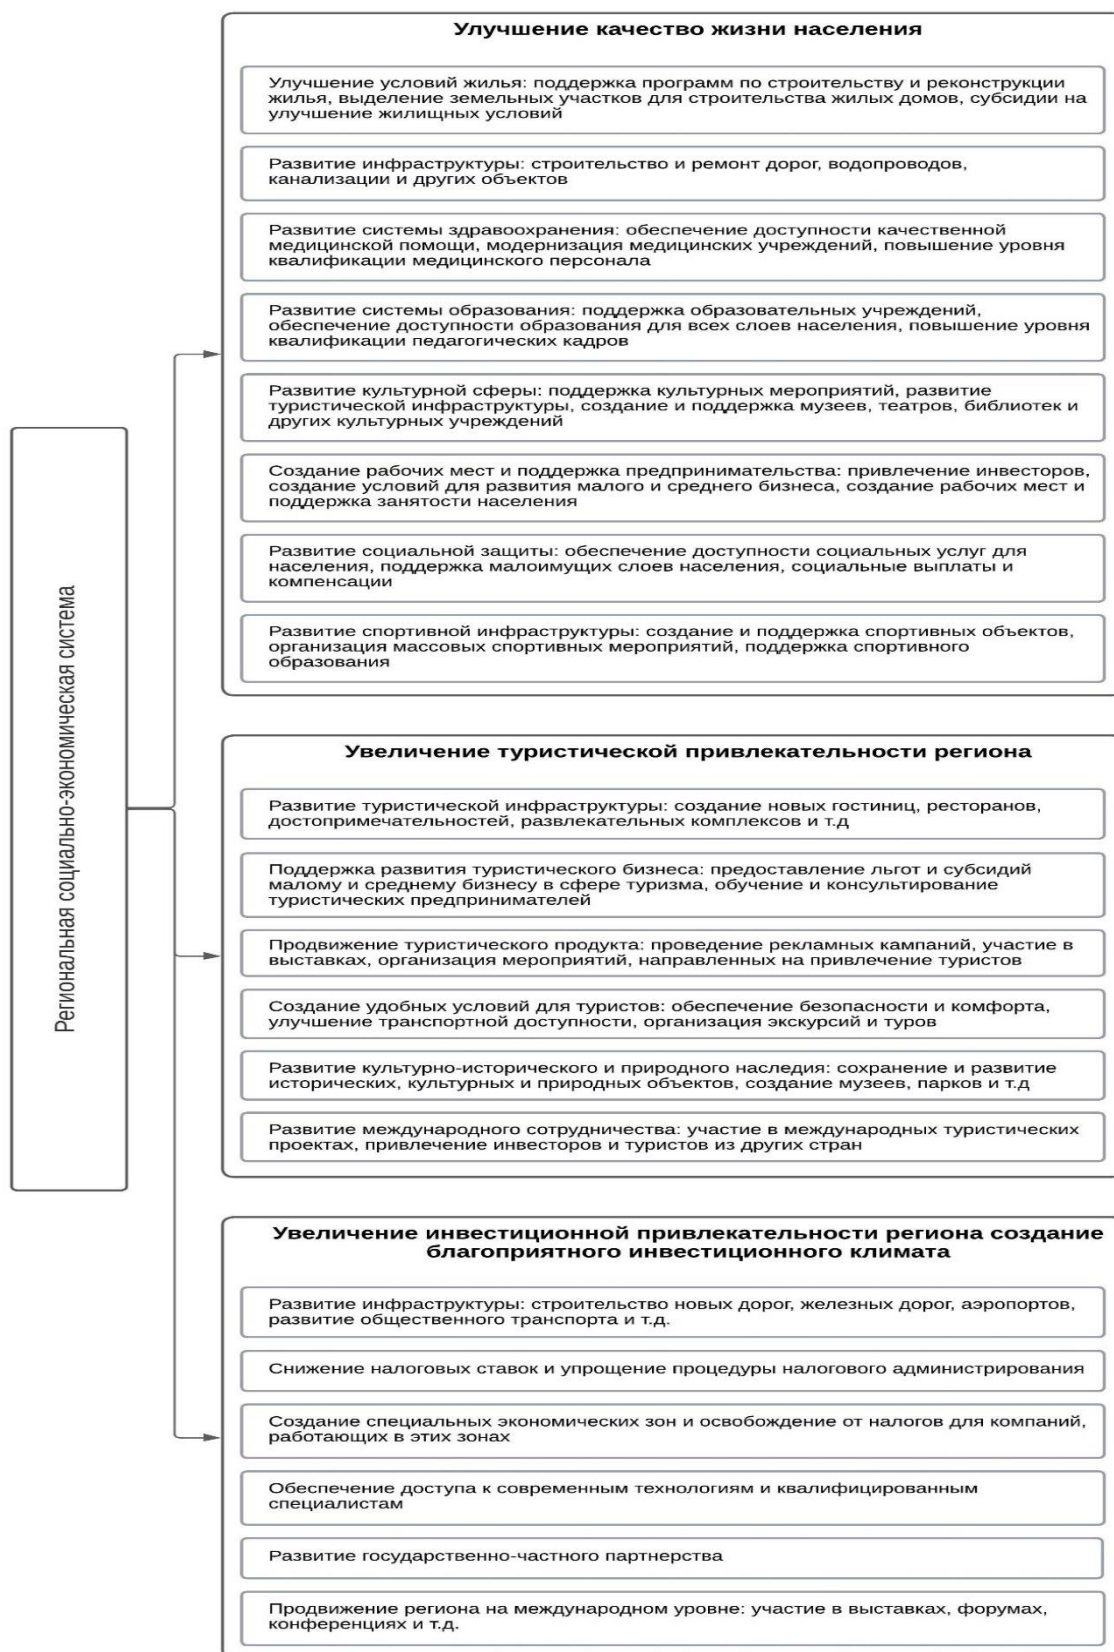 Региональная социально-экономическая система
Улучшение качество жизни населения
Улучшение условий жилья: поддержка программ по строительству и реконструкции
жилья, выделение земельных участков для строительства жилых домов, субсидии на
улучшение жилищных условий
Развитие инфраструктуры: строительство и ремонт дорог, водопроводов,
канализации и других объектов
Развитие системы здравоохранения: обеспечение доступности качественной
медицинской помощи, модернизация медицинских учреждений, повышение уровня
квалификации медицинского персонала
Развитие системы образования: поддержка образовательных учреждений,
обеспечение доступности образования для всех слоев населения, повышение уровня
квалификации педагогических кадров
Развитие культурной сферы: поддержка культурных мероприятий, развитие
туристической инфраструктуры, создание и поддержка музеев, театров, библиотек и
других культурных учреждений
Создание рабочих мест и поддержка предпринимательства: привлечение инвесторов,
создание условий для развития малого и среднего бизнеса, создание рабочих мест и
поддержка занятости населения
Развитие социальной защиты: обеспечение доступности социальных услуг для
населения, поддержка малоимущих слоев населения, социальные выплаты и
компенсации
Развитие спортивной инфраструктуры: создание и поддержка спортивных объектов,
организация массовых спортивных мероприятий, поддержка спортивного
образования
Увеличение туристической привлекательности региона
Развитие туристической инфраструктуры: создание новых гостиниц, ресторанов,
достопримечательностей, развлекательных комплексов и т.д
Поддержка развития туристического бизнеса: предоставление льгот и субсидий
малому и среднему бизнесу в сфере туризма, обучение и консультирование
туристических предпринимателей
Продвижение туристического продукта: проведение рекламных кампаний, участие в
выставках, организация мероприятий, направленных на привлечение туристов
Создание удобных условий для туристов: обеспечение безопасности и комфорта,
улучшение транспортной доступности, организация экскурсий и туров
Развитие культурно-исторического и природного наследия: сохранение и развитие
исторических, культурных и природных объектов, создание музеев, парков и т.д
Развитие международного сотрудничества: участие в международных туристических
проектах, привлечение инвесторов и туристов из других стран
Увеличение инвестиционной привлекательности региона создание
благоприятного инвестиционного климата
Развитие инфраструктуры: строительство новых дорог, железных дорог, аэропортов,
развитие общественного транспорта и т.д.
Снижение налоговых ставок и упрощение процедуры налогового администрирования
Создание специальных экономических зон и освобождение от налогов для компаний,
работающих в этих зонах
Обеспечение доступа к современным технологиям и квалифицированным
специалистам
Развитие государственно-частного партнерства
Продвижение региона на международном уровне: участие в выставках, форумах,
конференциях и т.д.